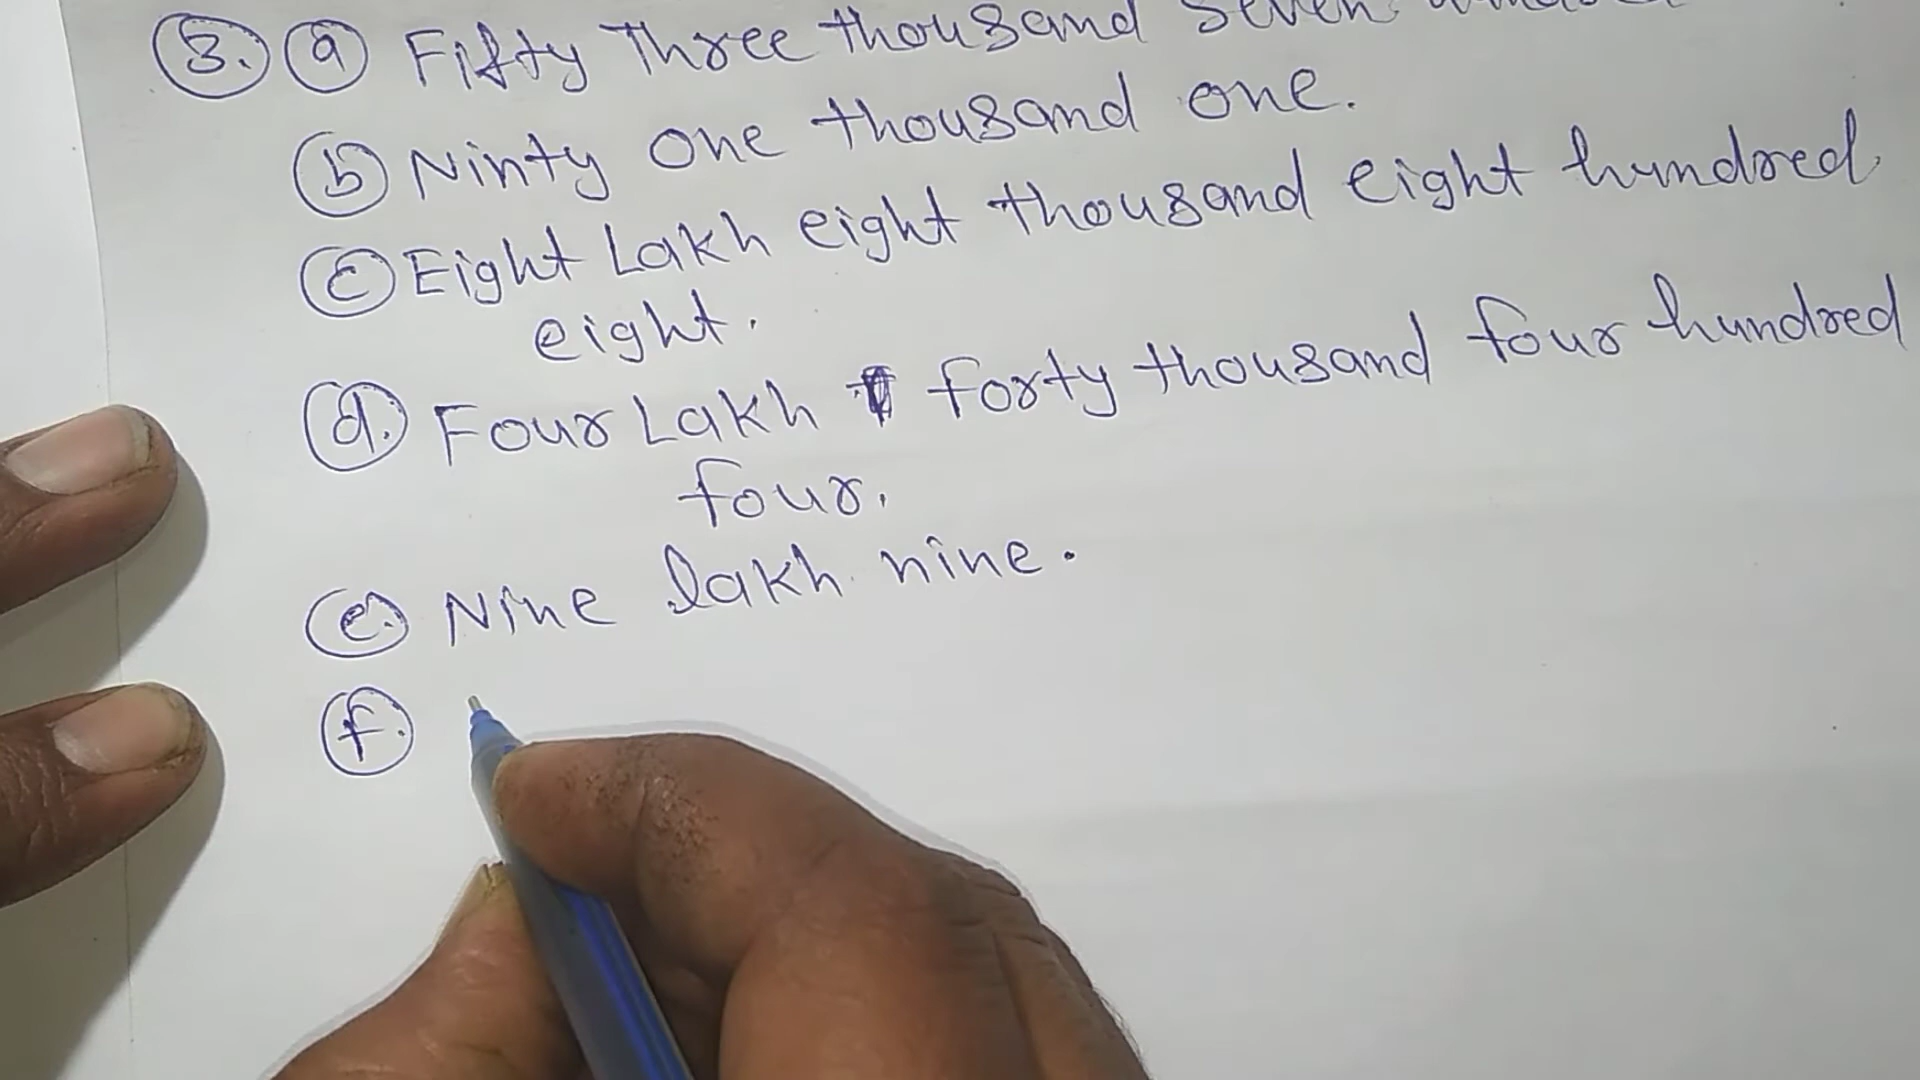 3. a Fifty Three thousand seven
b Ninty one thousand one.
c Eight Lakh eight thousand eight hundred
eight.
d. Four Lakh forty thousand four hundred
four.
e. Nine lakh nine.
f.